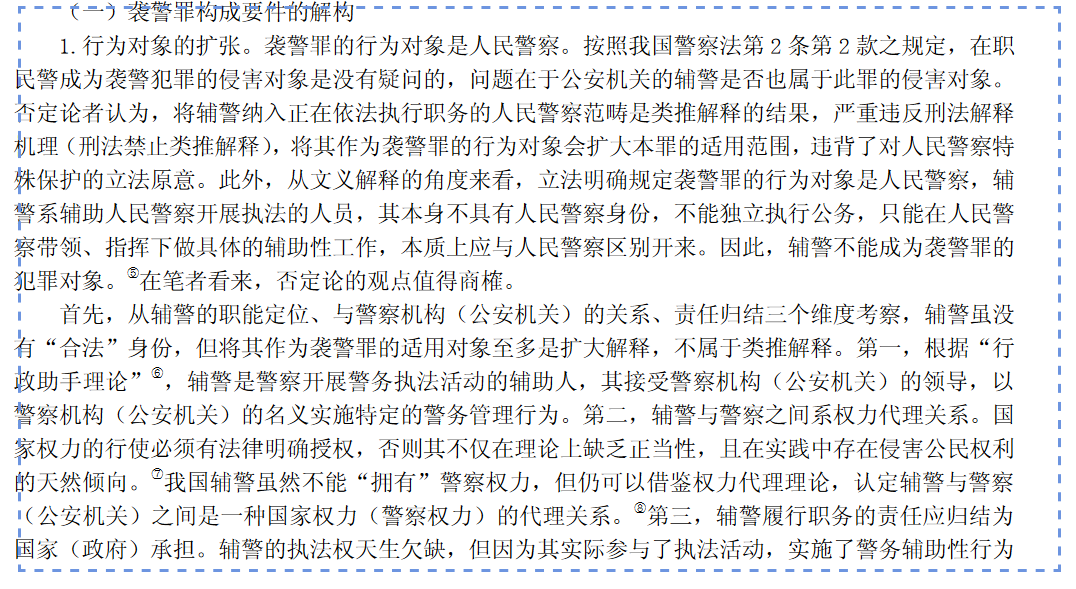 （一）袭警罪构成要件的解构
1. 行为对象的扩张。袭警罪的行为对象是人民警察。按照我国警察法第 2 条第 2 款之规定，在职
民警成为袭警犯罪的侵害对象是没有疑问的，问题在于公安机关的辅警是否也属于此罪的侵害对象。
否定论者认为，将辅警纳入正在依法执行职务的人民警察范畴是类推解释的结果，严重违反刑法解释
机理（刑法禁止类推解释），将其作为袭警罪的行为对象会扩大本罪的适用范围，违背了对人民警察特
殊保护的立法原意。此外，从文义解释的角度来看，立法明确规定袭警罪的行为对象是人民警察，辅
警系辅助人民警察开展执法的人员，其本身不具有人民警察身份，不能独立执行公务，只能在人民警
察带领、指挥下做具体的辅助性工作，本质上应与人民警察区别开来。因此，辅警不能成为袭警罪的
犯罪对象。⑤在笔者看来，否定论的观点值得商榷。
首先，从辅警的职能定位、与警察机构（公安机关）的关系、责任归结三个维度考察，辅警虽没
有“合法”身份，但将其作为袭警罪的适用对象至多是扩大解释，不属于类推解释。第一，根据“行
政助手理论”⑥，辅警是警察开展警务执法活动的辅助人，其接受警察机构（公安机关）的领导，以
警察机构（公安机关）的名义实施特定的警务管理行为。第二，辅警与警察之间系权力代理关系。国
家权力的行使必须有法律明确授权，否则其不仅在理论上缺乏正当性，且在实践中存在侵害公民权利
的天然倾向。⑦我国辅警虽然不能“拥有”警察权力，但仍可以借鉴权力代理理论，认定辅警与警察
（公安机关）之间是一种国家权力（警察权力）的代理关系。⑧第三，辅警履行职务的责任应归结为
国家（政府）承担。辅警的执法权天生欠缺，但因为其实际参与了执法活动，实施了警务辅助性行为